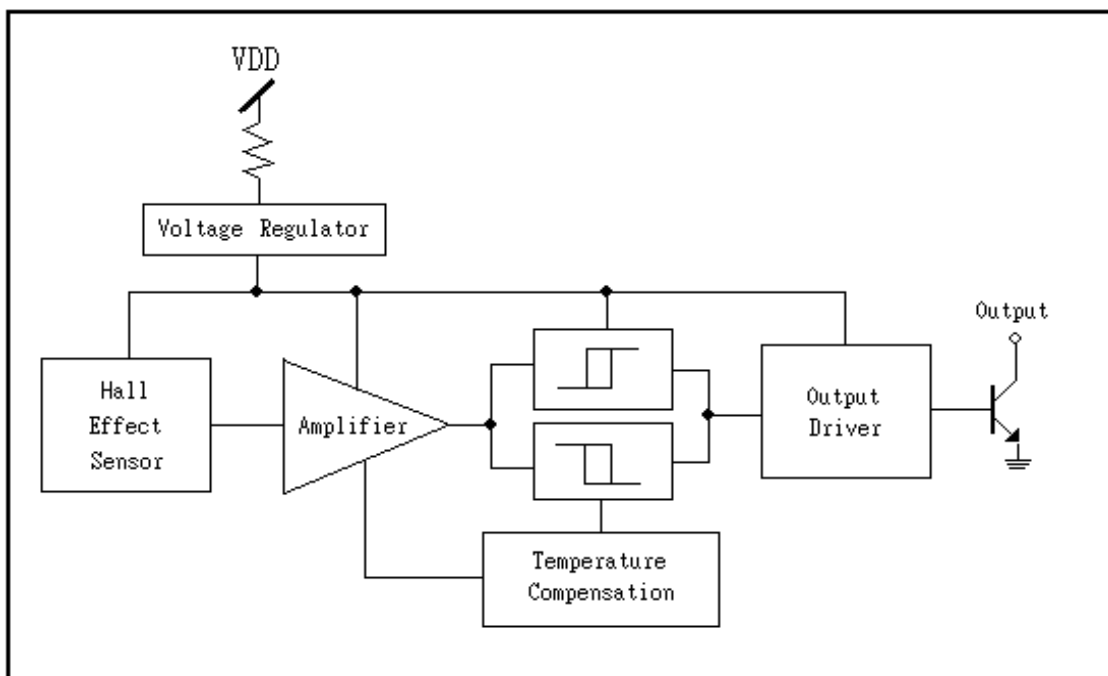 VDD
Voltage Regulator
Output
Hall
Effect
Sensor
Amplifier
Output
Driver
Temperature
Compensation